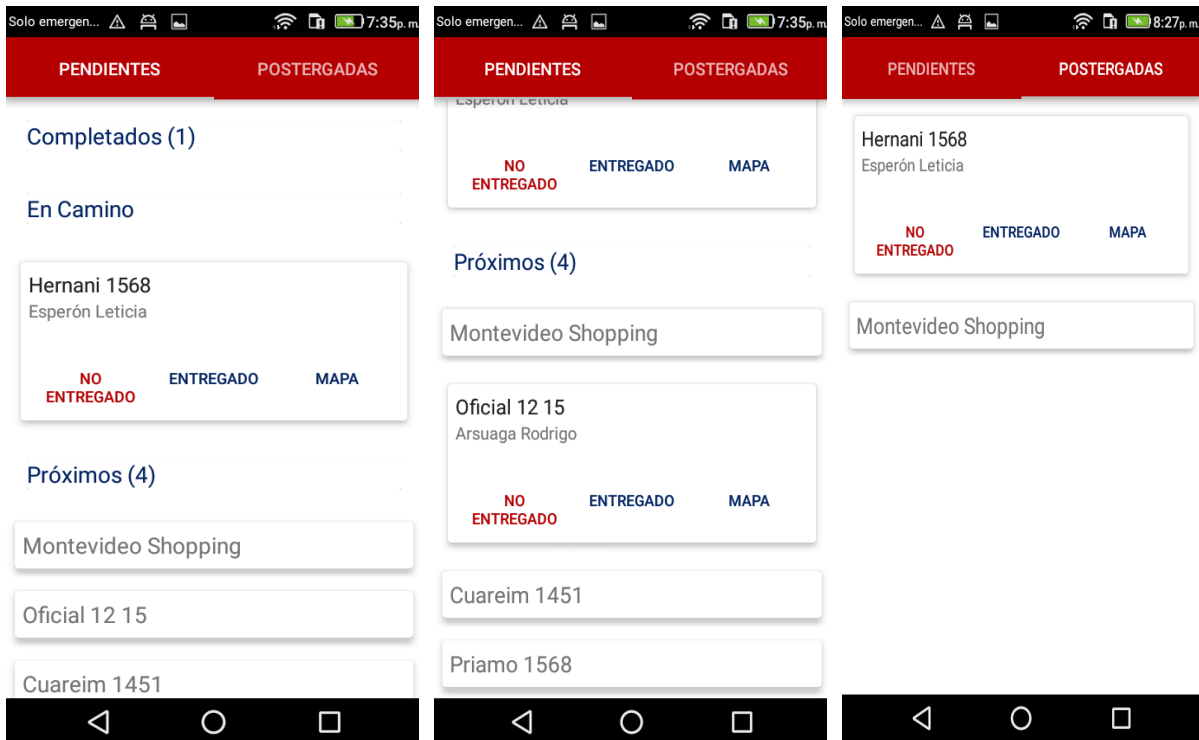 Solo emergen... 7:35p. m.
PENDIENTES POSTERGADAS
Completados (1)
En Camino
Hernani 1568
Esperón Leticia
NO ENTREGADO ENTREGADO MAPA
Próximos (4)
Montevideo Shopping
Oficial 12 15
Cuareim 1451
Solo emergen... 7:35p. m.
PENDIENTES POSTERGADAS
Esperón Leticia
NO ENTREGADO ENTREGADO MAPA
Próximos (4)
Montevideo Shopping
Oficial 12 15
Arsuaga Rodrigo
NO ENTREGADO ENTREGADO MAPA
Cuareim 1451
Priamo 1568
Solo emergen... 8:27p. m.
PENDIENTES POSTERGADAS
Hernani 1568
Esperón Leticia
NO ENTREGADO ENTREGADO MAPA
Montevideo Shopping